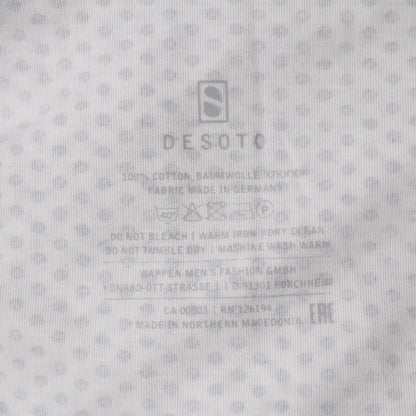 DESOTO
100% COTTON BAUMWOLLE хлопок
FABRIC MADE IN GERMANY
40° P
DO NOT BLEACH | WARM IRON | DRY CLEAN
DO NOT TUMBLE DRY | MASHINE WASH WARM
WAPPEN MEN'S FASHION GMBH
KONRAD-OTT-STRASSE 1 | D-91301 FORCHHEIM
CA 00803 | RN 126194
MADE IN NORTHERN MACEDONIA EAC